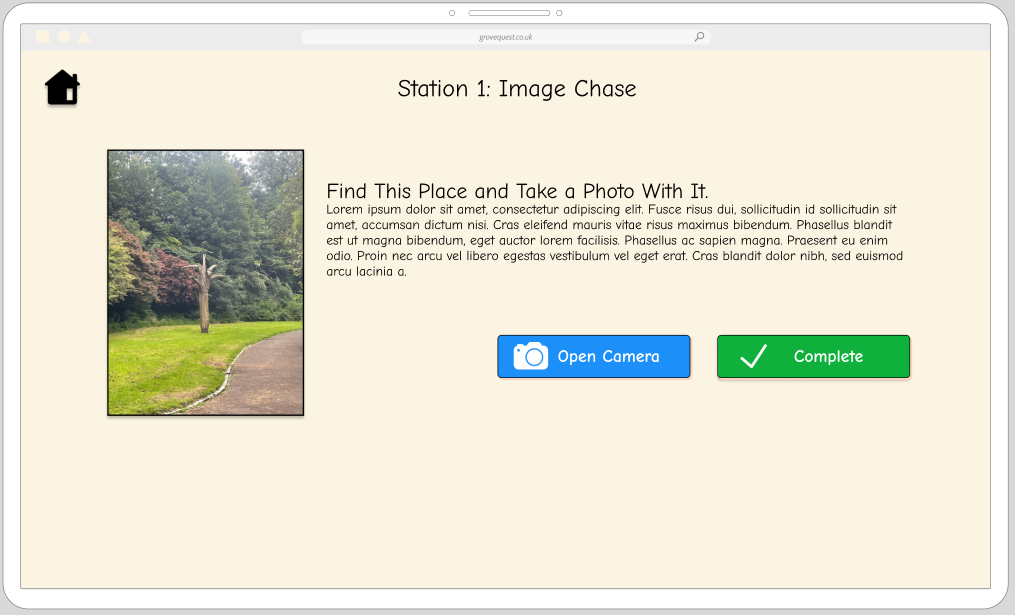 grovequest.co.uk
Station 1: Image Chase
Find This Place and Take a Photo With It.
Lorem ipsum dolor sit amet, consectetur adipiscing elit. Fusce risus dui, sollicitudin id sollicitudin sit
amet, accumsan dictum nisi. Cras eleifend mauris vitae risus maximus bibendum. Phasellus blandit
est ut magna bibendum, eget auctor lorem facilisis. Phasellus ac sapien magna. Praesent eu enim
odio. Proin nec arcu vel libero egestas vestibulum vel eget erat. Cras blandit dolor nibh, sed euismod
arcu lacinia a.
Open Camera
Complete